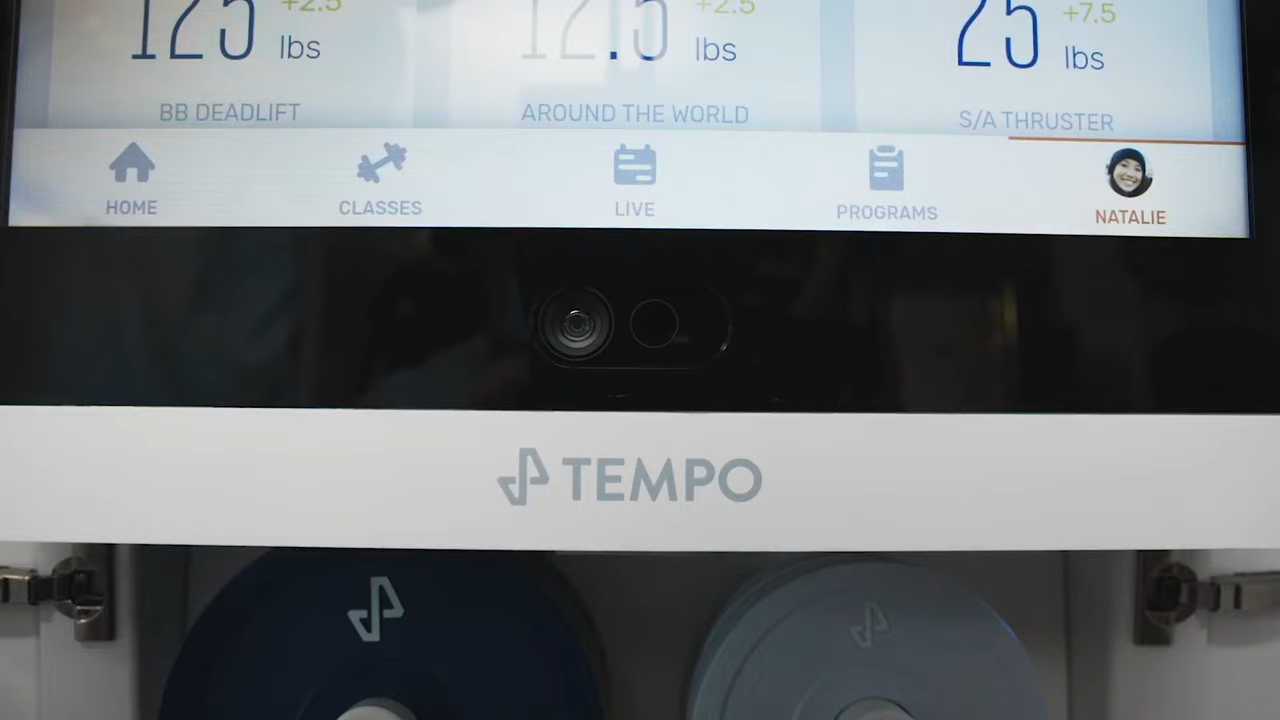 125 +2.5 lbs
12.5 +2.5 lbs
25 +7.5 lbs
BB DEADLIFT
AROUND THE WORLD
S/A THRUSTER
HOME
CLASSES
LIVE
PROGRAMS
NATALIE
TEMPO